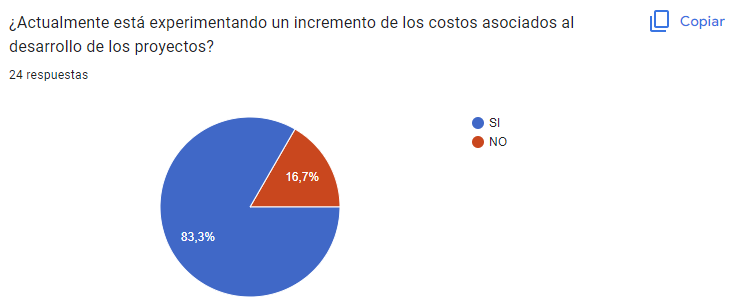 ¿Actualmente está experimentando un incremento de los costos asociados al
desarrollo de los proyectos?
Copiar
24 respuestas
SI
NO
16,7%
83,3%